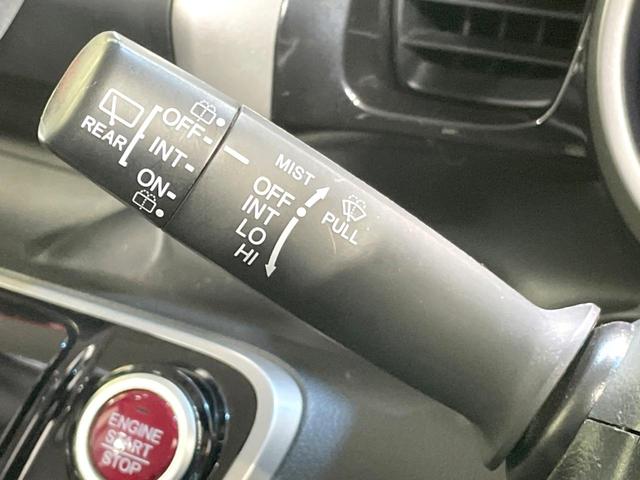 REAR
OFF-
INT-
ON-
MIST
OFF
INT
LO
HI
PULL
ENGINE
START
STOP